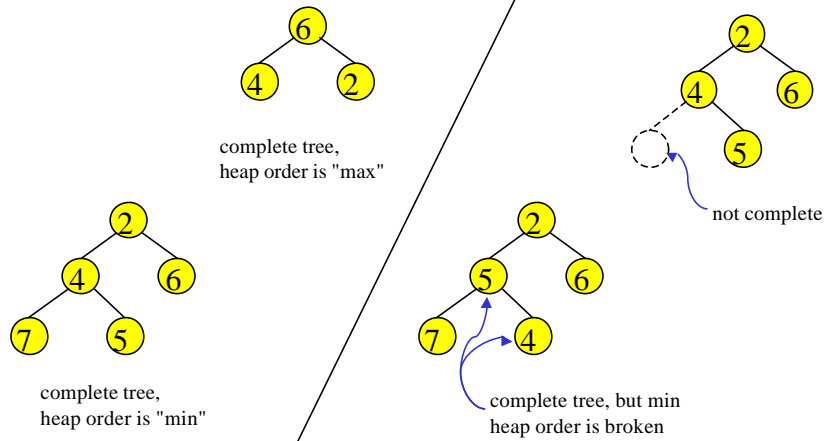 6
4 2
complete tree,
heap order is "max"
2
4 6
7 5
complete tree,
heap order is "min"
2
4 6
5
not complete
2
5 6
7 4
complete tree, but min
heap order is broken